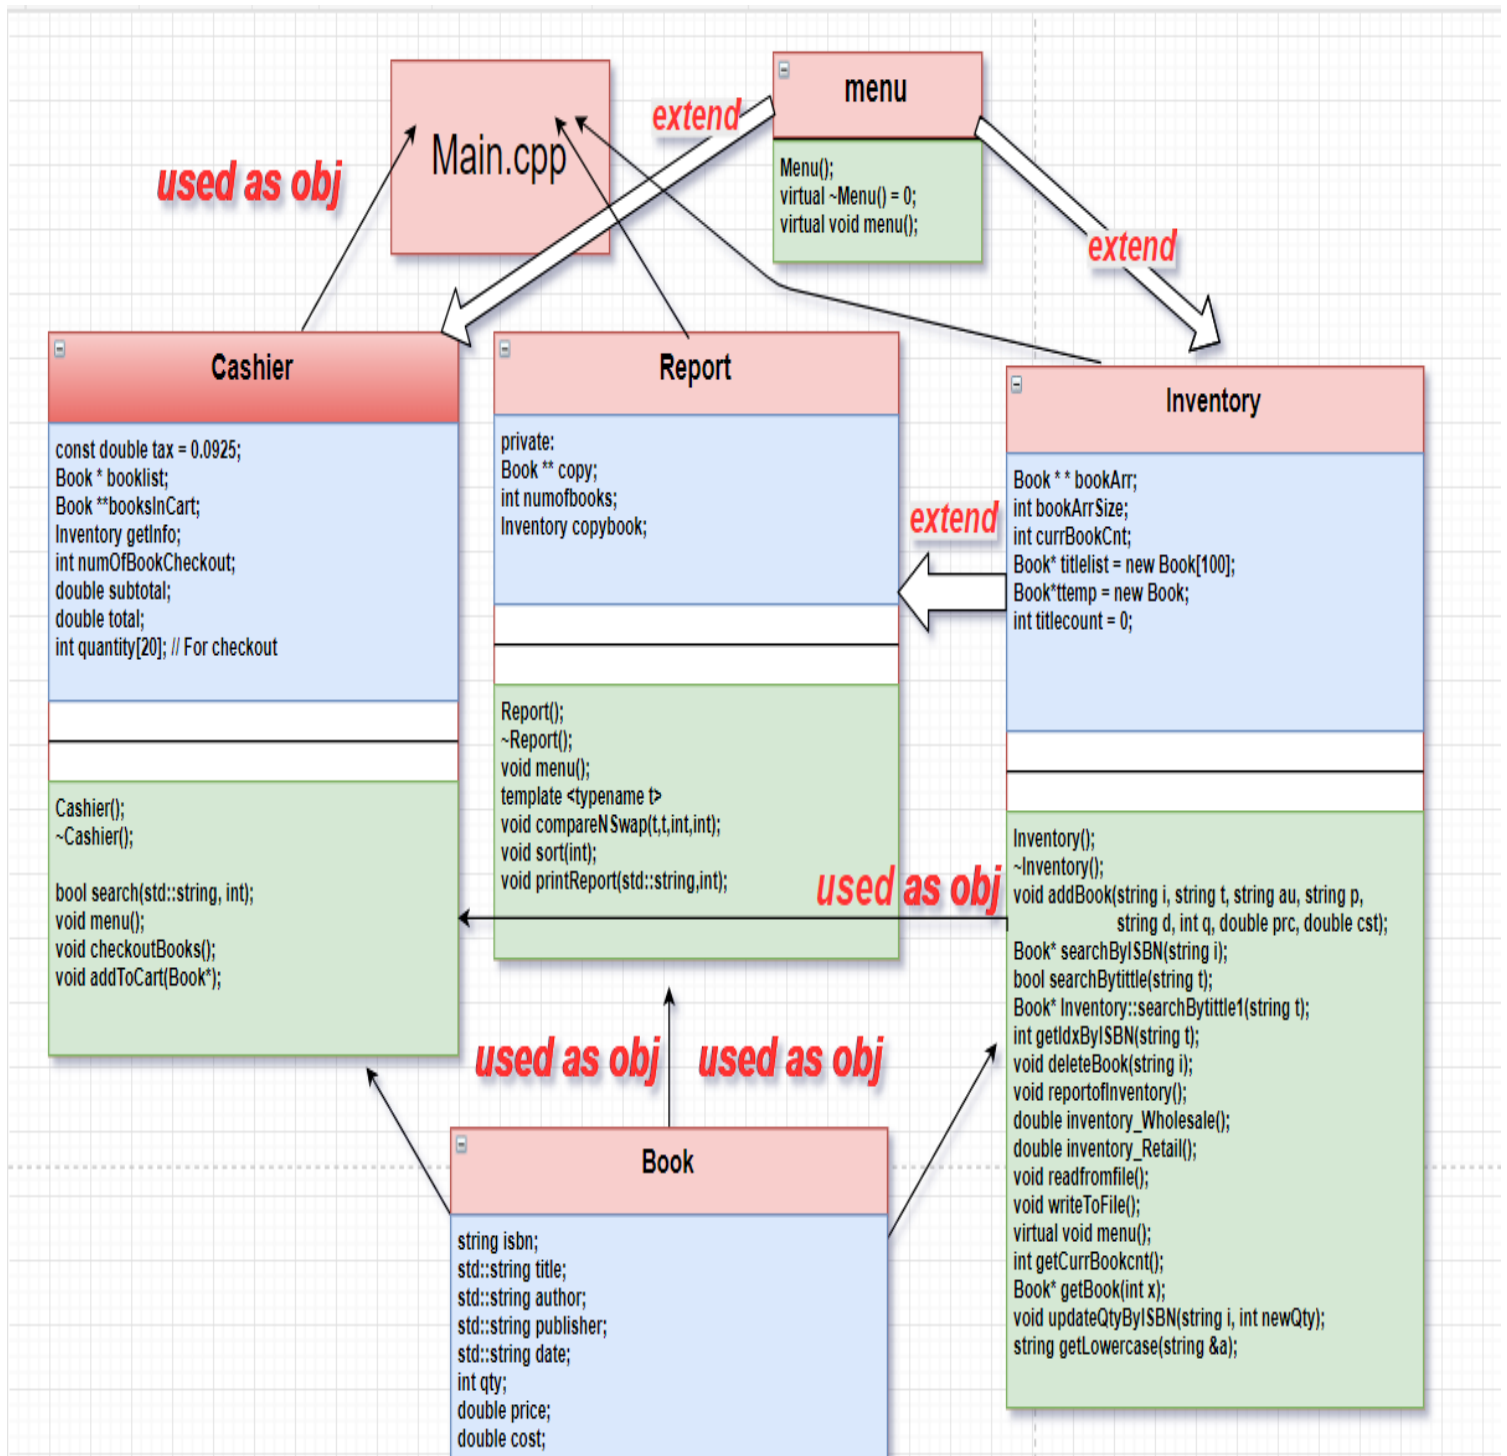 Main.cpp
menu
Menu();
virtual ~Menu() = 0;
virtual void menu();
extend
extend
used as obj
Cashier
const double tax = 0.0925;
Book * booklist;
Book **booksInCart;
Inventory getInfo;
int numOfBookCheckout;
double subtotal;
double total;
int quantity[20]; // For checkout
Cashier();
~Cashier();
bool search(std::string, int);
void menu();
void checkoutBooks();
void addToCart(Book*);
Report
private:
Book ** copy;
int numofbooks;
Inventory copybook;
Report();
~Report();
void menu();
template <typename t>
void compareNSwap(t,t,int,int);
void sort(int);
void printReport(std::string,int);
extend
used as obj
Inventory
Book * * bookArr;
int bookArrSize;
int currBookCnt;
Book* titlelist = new Book[100];
Book*ttemp = new Book;
int titlecount = 0;
Inventory();
~Inventory();
void addBook(string i, string t, string au, string p,
string d, int q, double prc, double cst);
Book* searchByISBN(string i);
bool searchBytittle(string t);
Book* Inventory::searchBytittle1(string t);
int getIdxByISBN(string t);
void deleteBook(string i);
void reportofInventory();
double inventory_Wholesale();
double inventory_Retail();
void readfromfile();
void writeToFile();
virtual void menu();
int getCurrBookcnt();
Book* getBook(int x);
void updateQtyByISBN(string i, int newQty);
string getLowercase(string &a);
used as obj
used as obj
Book
string isbn;
std::string title;
std::string author;
std::string publisher;
std::string date;
int qty;
double price;
double cost;